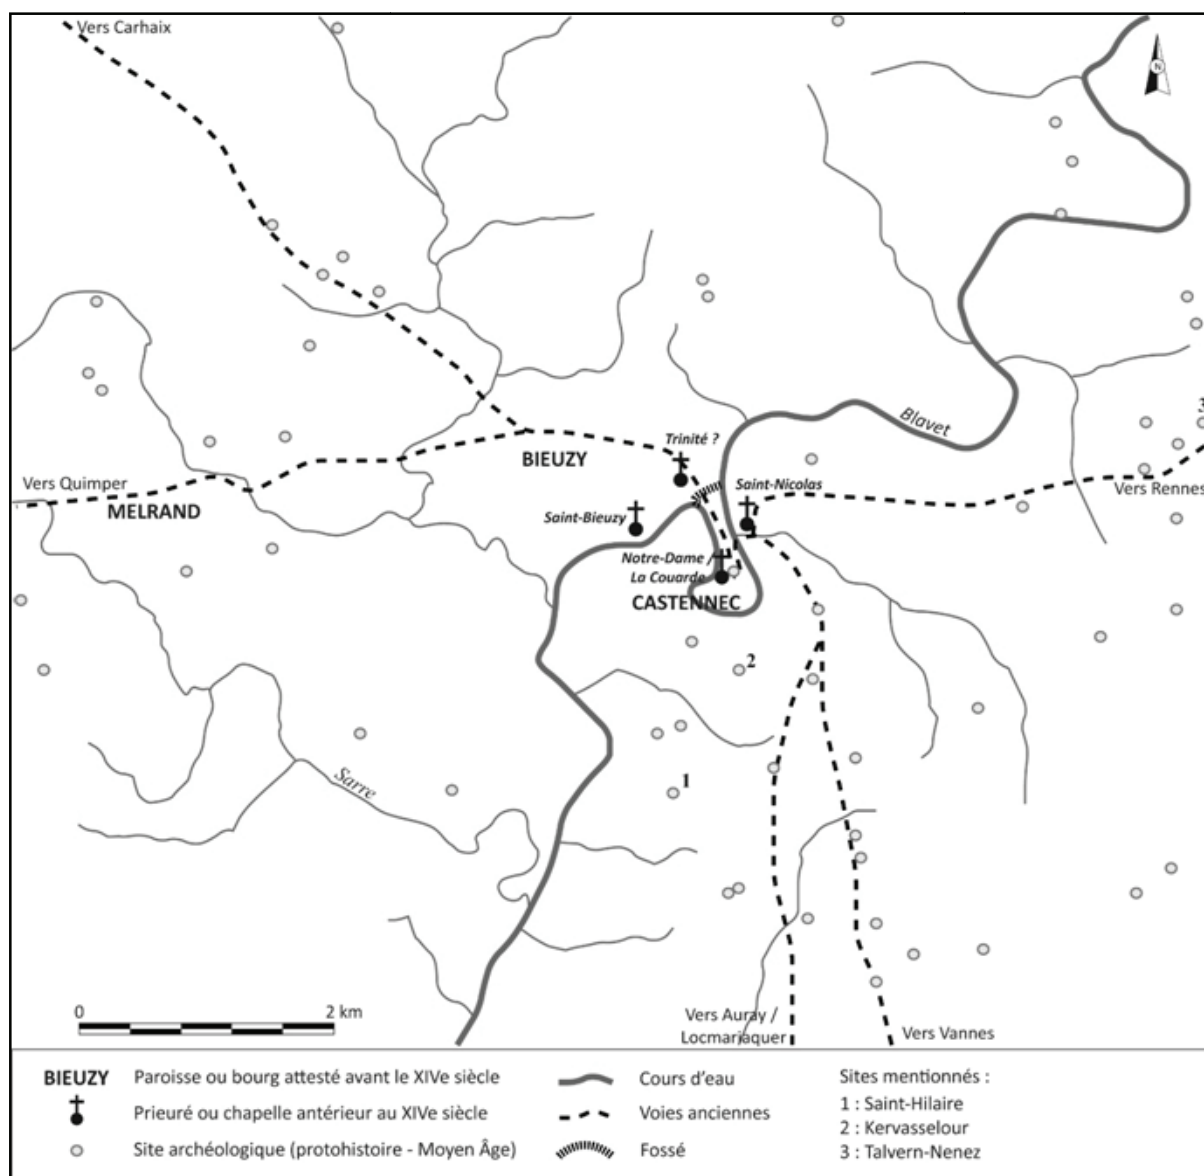 Vers Carhaix
N
Blavet
3
Trinité ?
BIEUZY
Vers Quimper
Saint-Nicolas
Vers Rennes
MELRAND
Saint-Bieuzy
Notre-Dame /
La Couarde
CASTENNEC
2
1
Sarre
0 2 km
Vers Auray /
Locmariaquer
Vers Vannes
BIEUZY Paroisse ou bourg attesté avant le XIVe siècle
Prieuré ou chapelle antérieur au XIVe siècle
Site archéologique (protohistoire - Moyen Âge)
Cours d'eau
Voies anciennes
Fossé
Sites mentionnés :
1 : Saint-Hilaire
2 : Kervasselour
3 : Talvern-Nenez